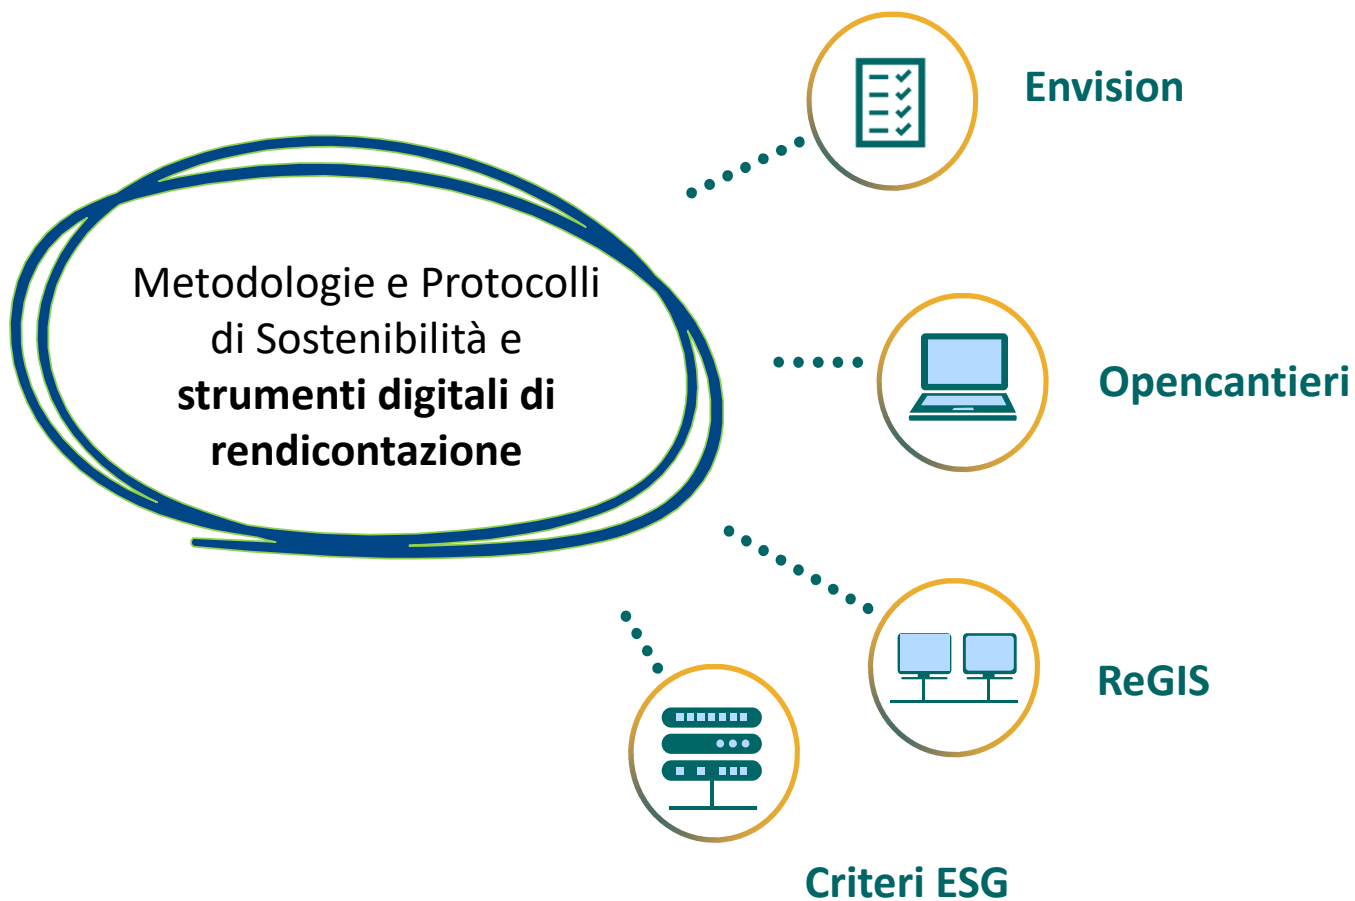 Envision
Metodologie e Protocolli
di Sostenibilità e
strumenti digitali di
rendicontazione
Opencantieri
ReGIS
Criteri ESG